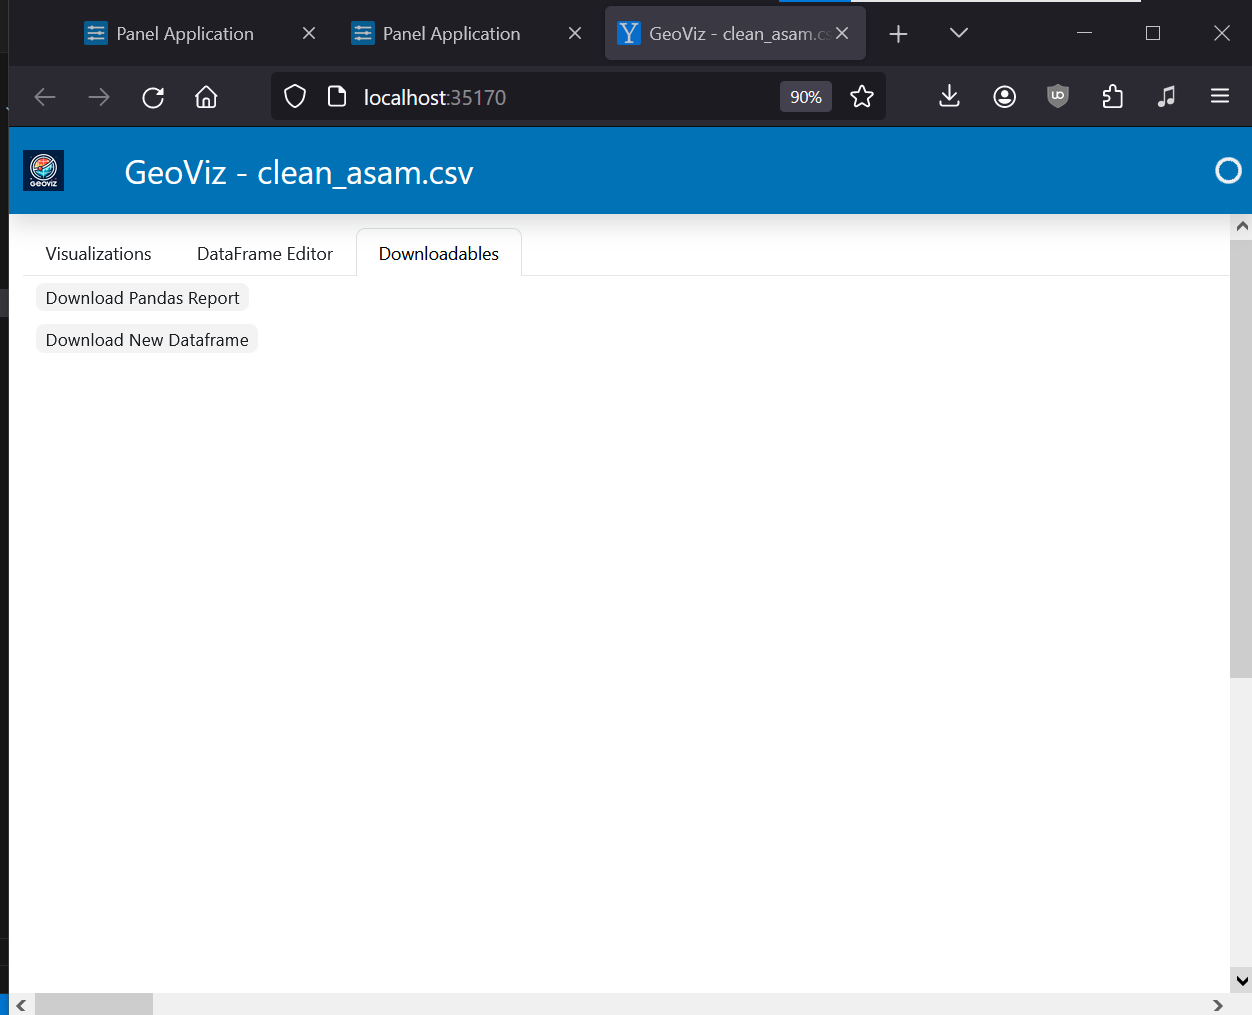 Panel Application
Panel Application
GeoViz - clean_asam.cs
localhost:35170
90%
GEOVIZ
GeoViz - clean_asam.csv
Visualizations
DataFrame Editor
Downloadables
Download Pandas Report
Download New Dataframe